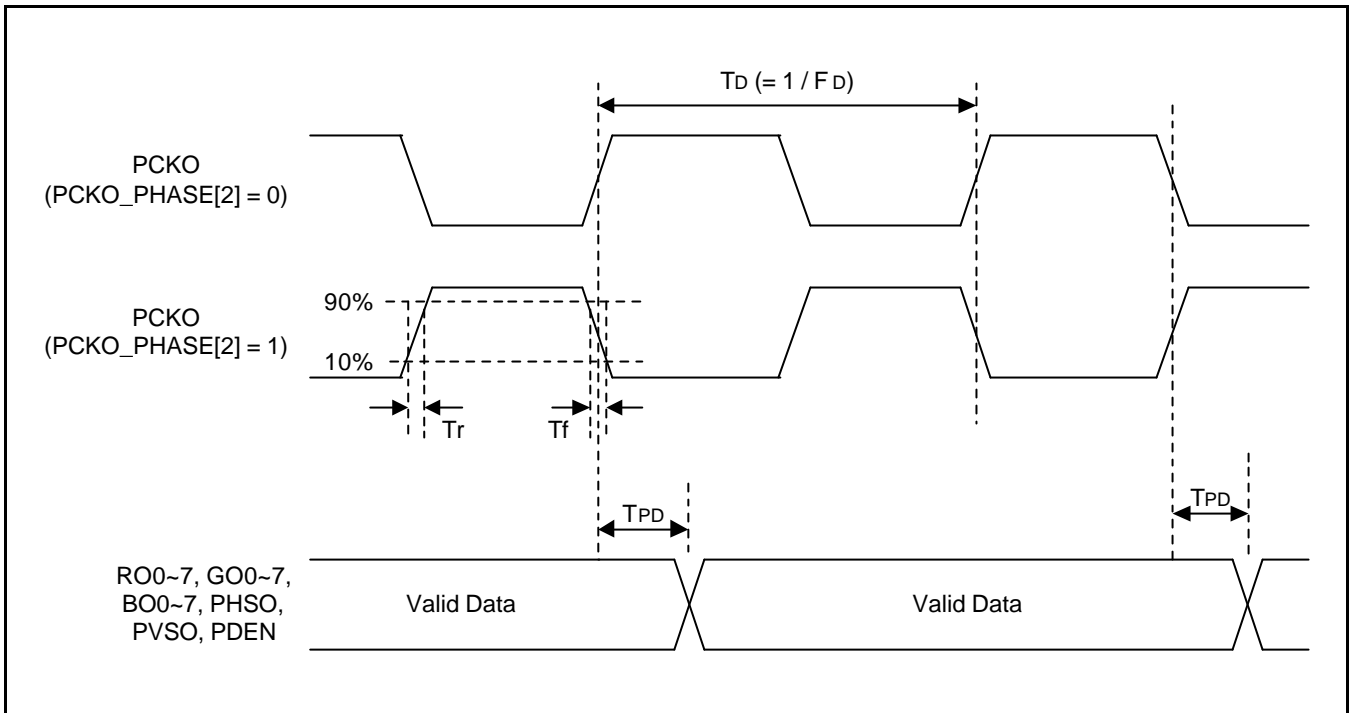 TD (= 1 / F D)
PCKO
(PCKO_PHASE[2] = 0)
90%
PCKO
(PCKO_PHASE[2] = 1)
10%
Tr
Tf
TPD
TPD
RO0~7, GO0~7,
BO0~7, PHSO,
PVSO, PDEN
Valid Data
Valid Data